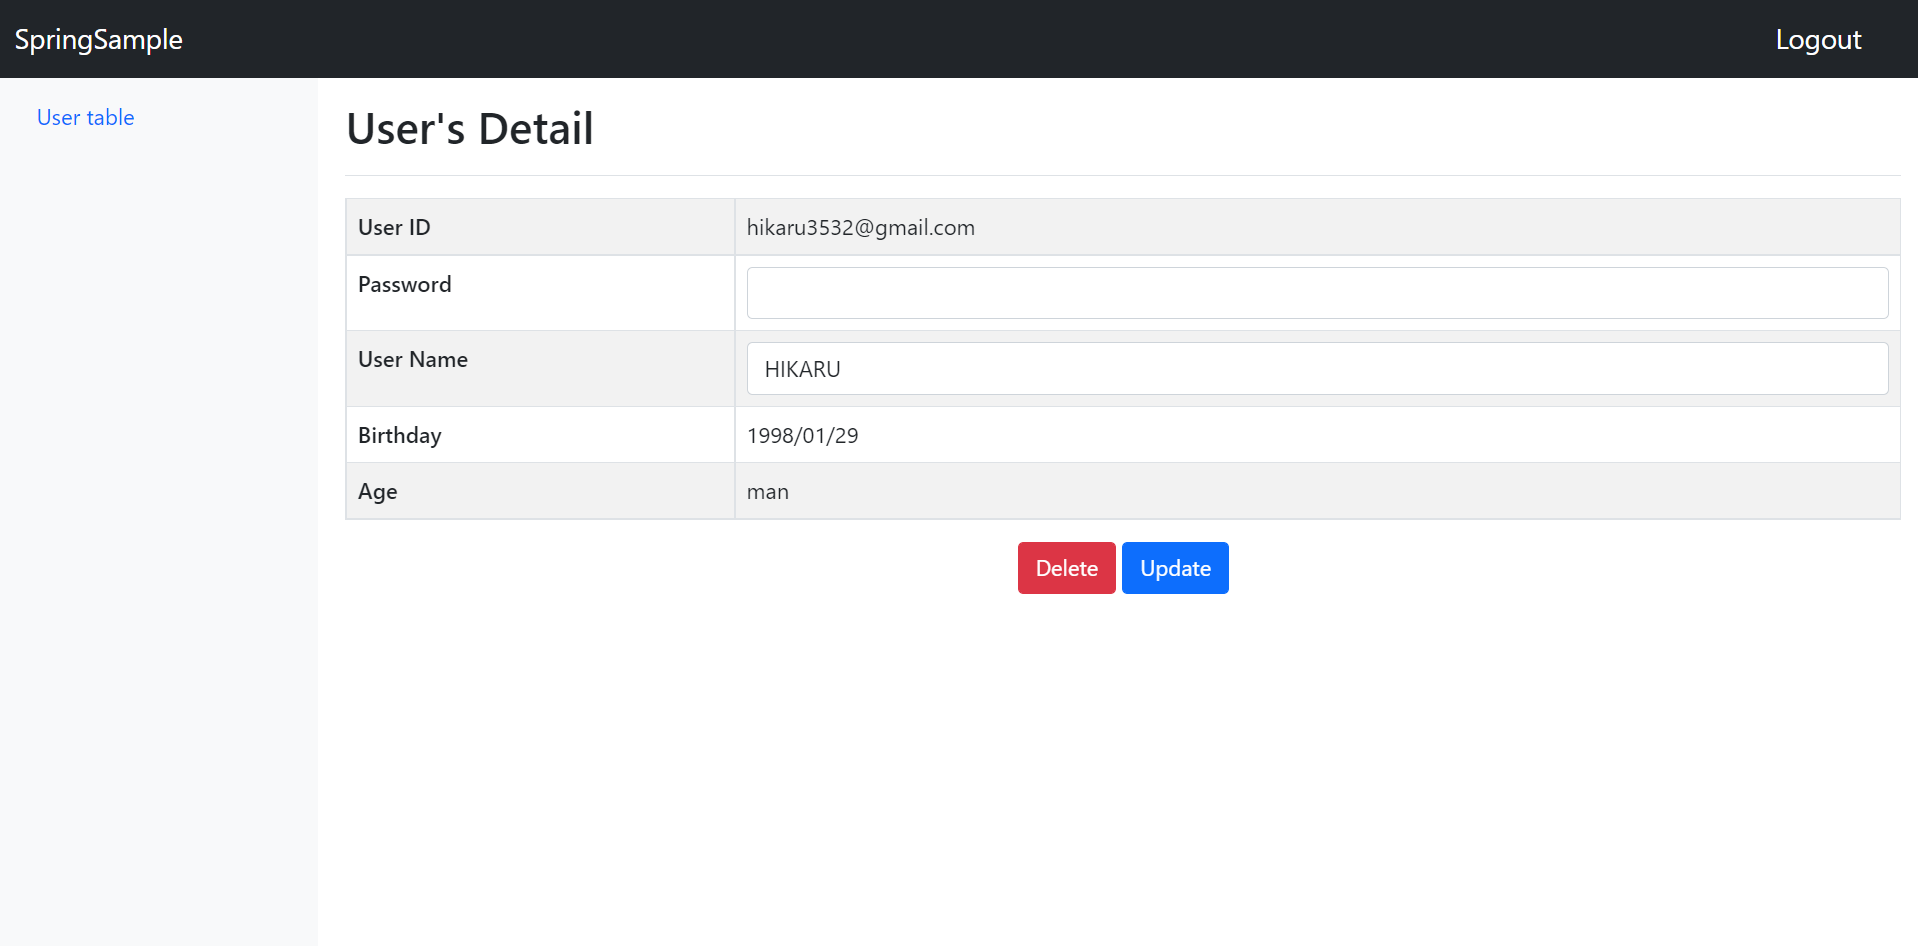 SpringSample Logout
User table
User's Detail
User ID hikaru3532@gmail.com
Password
User Name HIKARU
Birthday 1998/01/29
Age man
Delete Update